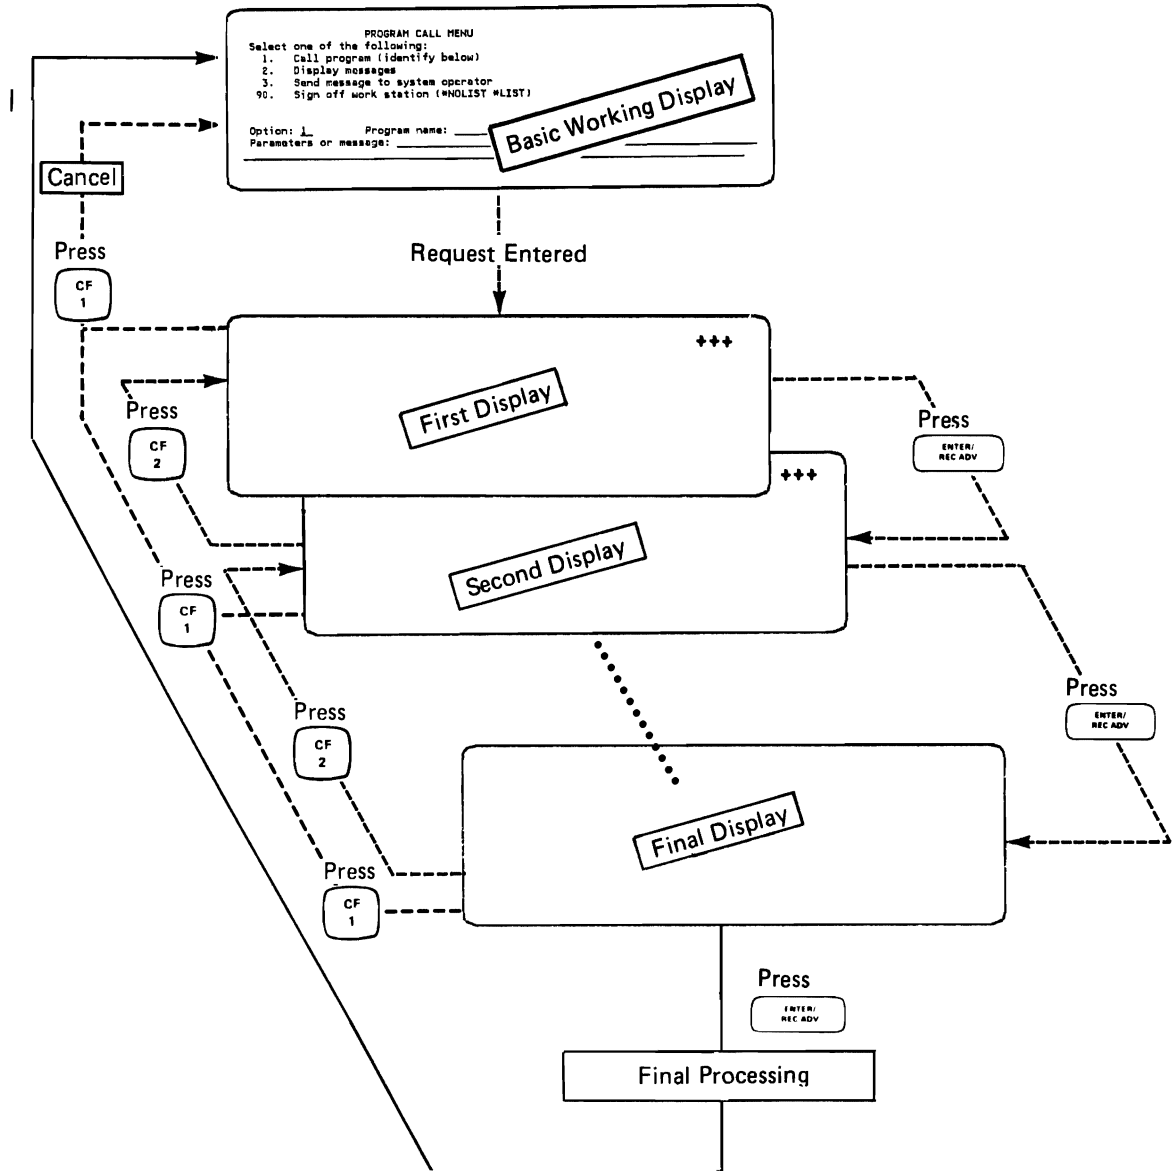 PROGRAM CALL MENU
Select one of the following:
1. Call program (identify below)
2. Display messages
3. Send message to system operator
90. Sign off work station (*NOLIST *LIST)
Option: 1 Program name:
Parameters or message:
Basic Working Display
Cancel
Press
CF
1
Request Entered
+++
First Display
Press
CF
2
Press
ENTER/
REC ADV
+++
Second Display
Press
CF
1
Press
CF
2
Press
ENTER/
REC ADV
Final Display
Press
CF
1
Press
ENTER/
REC ADV
Final Processing